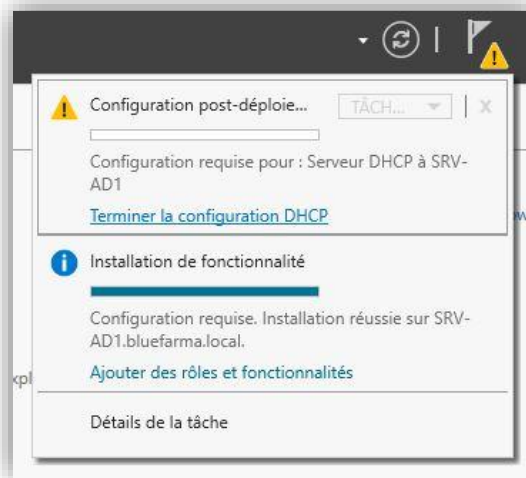 Configuration post-déploie...
TÂCH...
X
Configuration requise pour : Serveur DHCP à SRV-
AD1
Terminer la configuration DHCP
Installation de fonctionnalité
Configuration requise. Installation réussie sur SRV-
AD1.bluefarma.local.
Ajouter des rôles et fonctionnalités
Détails de la tâche